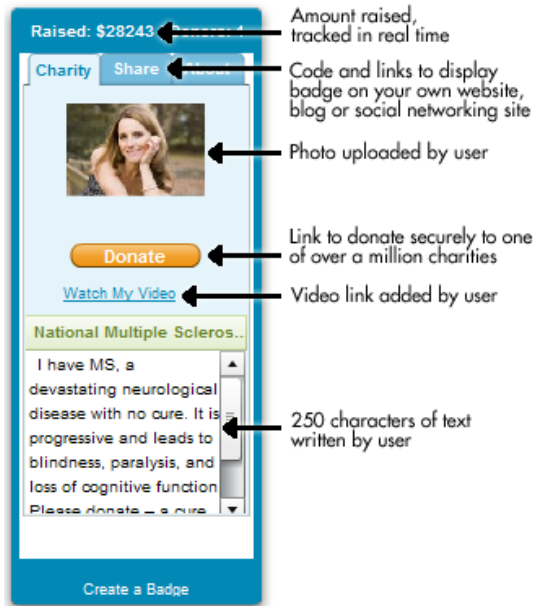 Raised: $28243
Amount raised,
tracked in real time
Charity
Share
About
Code and links to display
badge on your own website,
blog or social networking site
Photo uploaded by user
Donate
Link to donate securely to one
of over a million charities
Watch My Video
Video link added by user
National Multiple Scleros..
I have MS, a
devastating neurological
disease with no cure. It is
progressive and leads to
blindness, paralysis, and
loss of cognitive function
Please donate – a cure
250 characters of text
written by user
Create a Badge